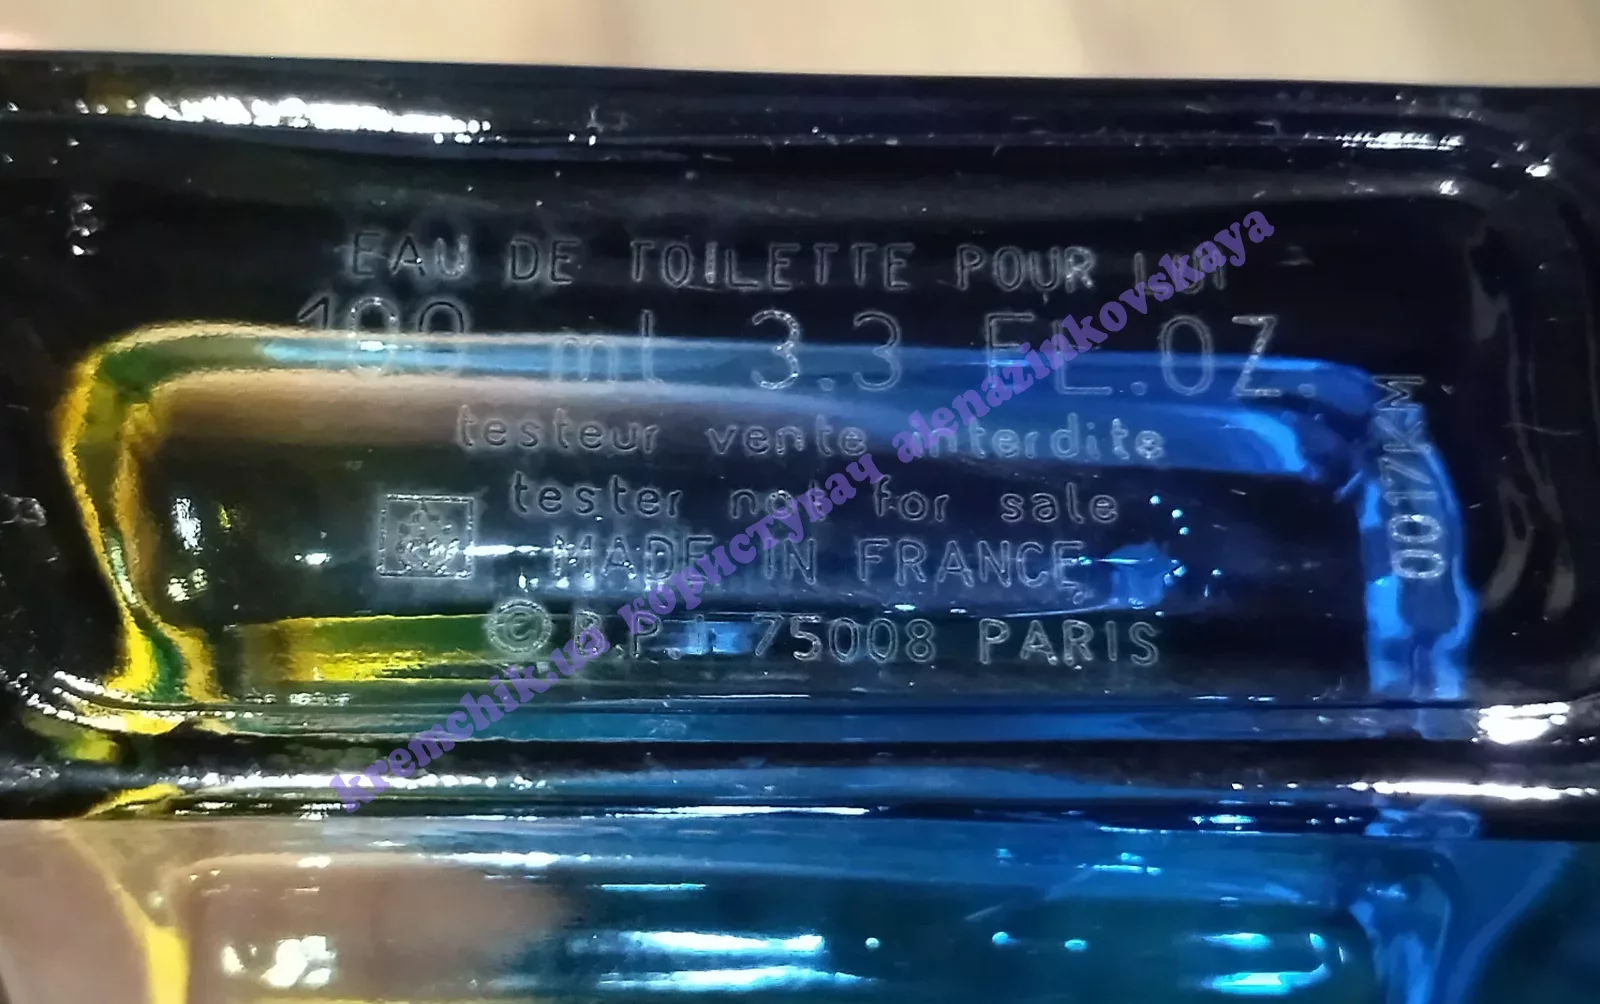 EAU DE TOILETTE POUR LUI
100 ml 3.3 FL.OZ.
testeur vente interdite
tester not for sale
MADE IN FRANCE
© B.P.I. 75008 PARIS
0017KM
kremchik.ua користувач alenazinkovskaya